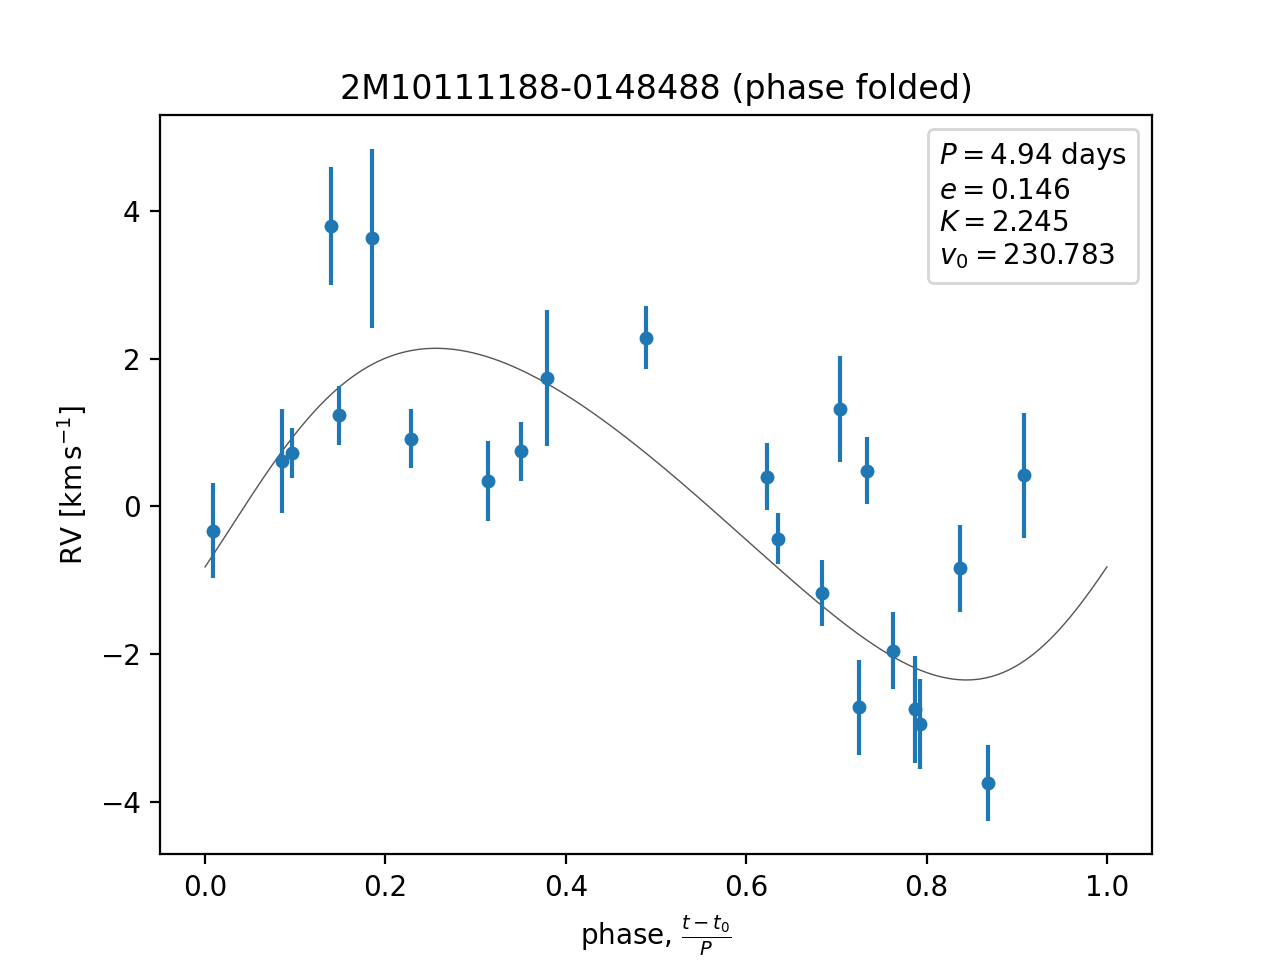 2M10111188-0148488 (phase folded)
P = 4.94 days
e = 0.146
K = 2.245
v₀ = 230.783
4
2
0
−2
−4
RV [km s⁻¹]
0.0 0.2 0.4 0.6 0.8 1.0
phase, (t − t₀)/P